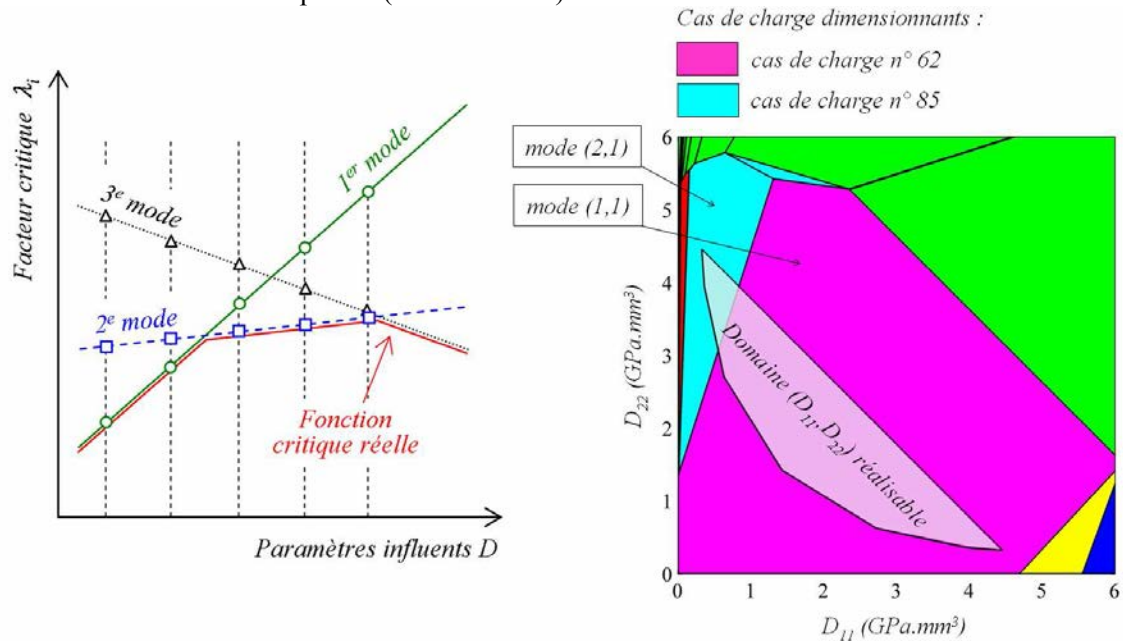 Facteur critique λi
3e mode
1er mode
2e mode
Fonction
critique réelle
Paramètres influents D
Cas de charge dimensionnants :
cas de charge n° 62
cas de charge n° 85
mode (2,1)
mode (1,1)
6
5
4
3
2
1
0
D22 (GPa.mm³)
Domaine (D11,D22) réalisable
0 1 2 3 4 5 6
D11 (GPa.mm³)